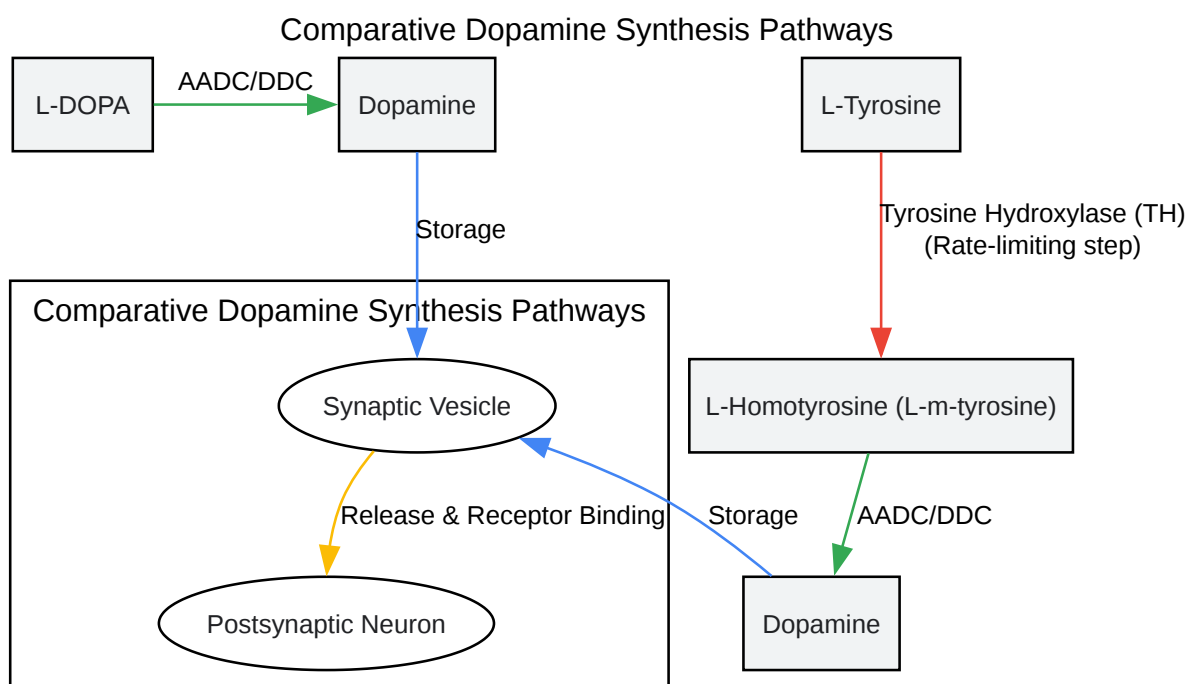 Comparative Dopamine Synthesis Pathways
L-DOPA
AADC/DDC
Dopamine
L-Tyrosine
Storage
Tyrosine Hydroxylase (TH)
(Rate-limiting step)
Comparative Dopamine Synthesis Pathways
Synaptic Vesicle
L-Homotyrosine (L-m-tyrosine)
Release & Receptor Binding
Storage
AADC/DDC
Postsynaptic Neuron
Dopamine